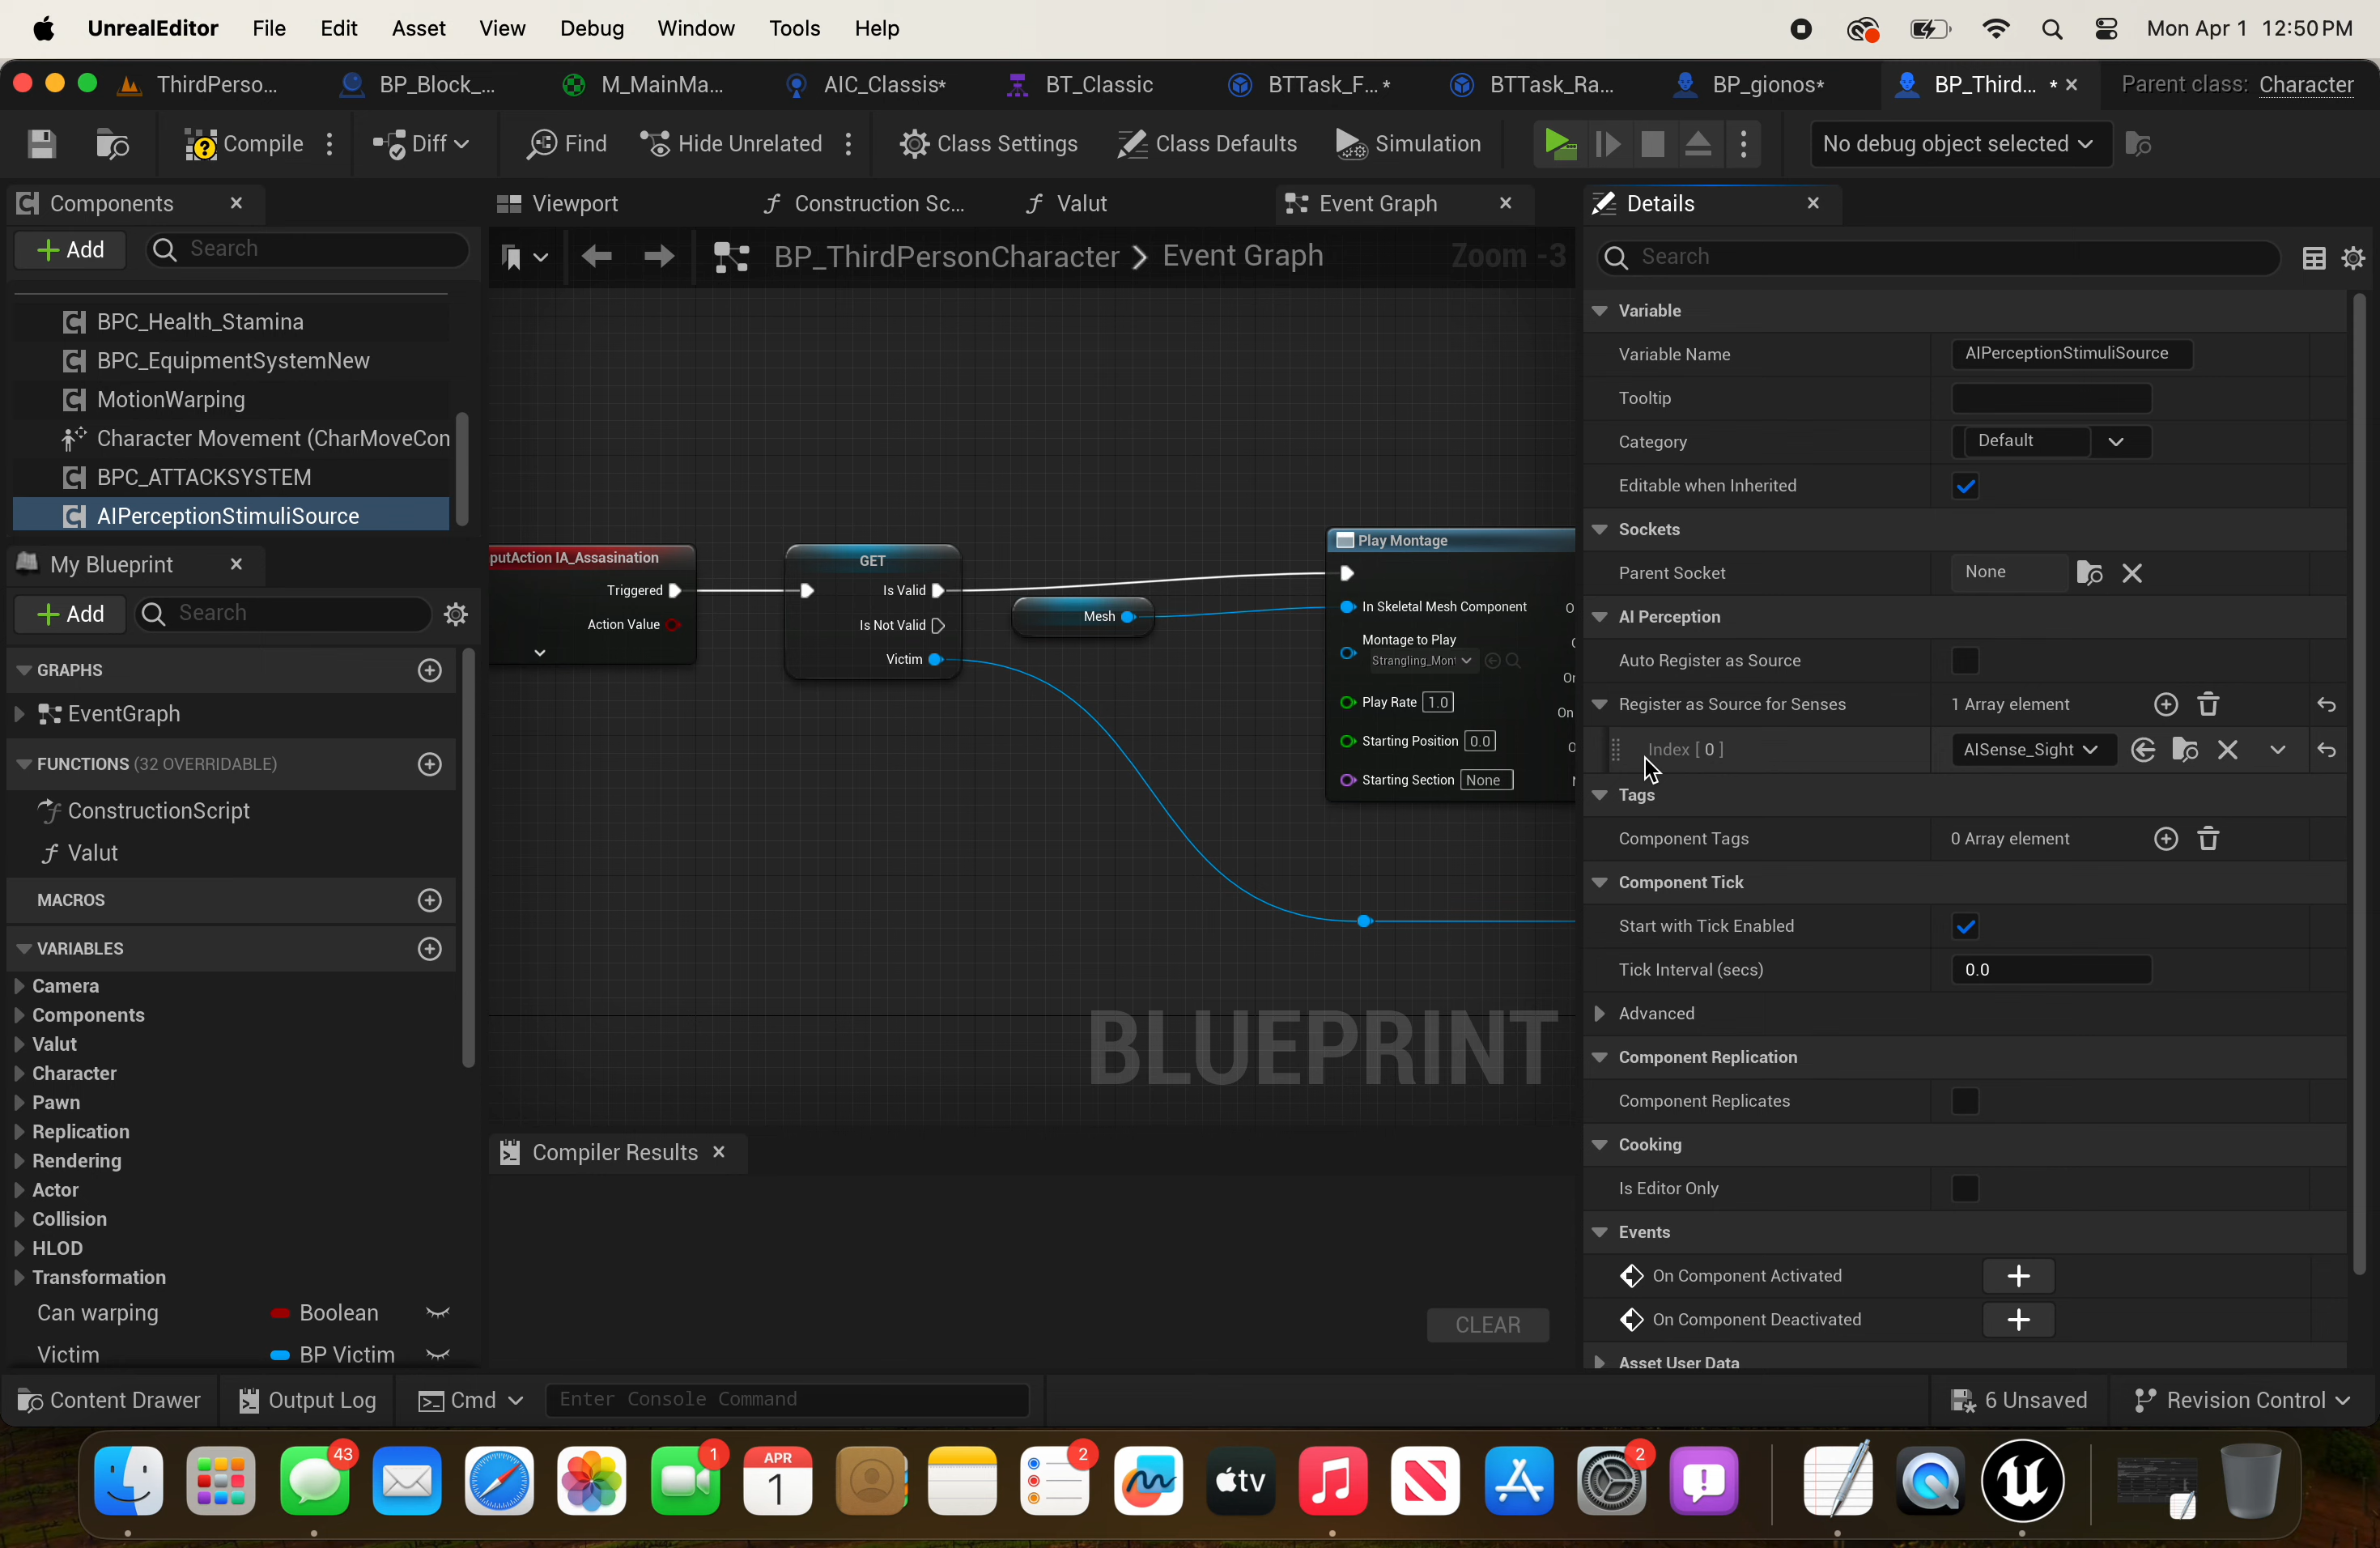 UnrealEditor File Edit Asset View Debug Window Tools Help Mon Apr 1 12:50 PM
ThirdPerso... BP_Block_... M_MainMa... AIC_Classis* BT_Classic BTTask_F... * BTTask_Ra... BP_gionos* BP_Third... * Parent class: Character
Compile Diff Find Hide Unrelated Class Settings Class Defaults Simulation No debug object selected
Components
Add Search
BPC_Health_Stamina
BPC_EquipmentSystemNew
MotionWarping
Character Movement (CharMoveCon
BPC_ATTACKSYSTEM
AIPerceptionStimuliSource
My Blueprint
Add Search
GRAPHS
EventGraph
FUNCTIONS (32 OVERRIDABLE)
ConstructionScript
Valut
MACROS
VARIABLES
Camera
Components
Valut
Character
Pawn
Replication
Rendering
Actor
Collision
HLOD
Transformation
Can warping Boolean
Victim BP Victim
Viewport Construction Sc... Valut Event Graph
BP_ThirdPersonCharacter > Event Graph Zoom -3
putAction IA_Assasination
Triggered
Action Value
GET
Is Valid
Is Not Valid
Victim
Mesh
Play Montage
In Skeletal Mesh Component O
Montage to Play
Strangling_Mon
Play Rate 1.0 On
Starting Position 0.0
Starting Section None
BLUEPRINT
Compiler Results
CLEAR
Details
Search
Variable
Variable Name AIPerceptionStimuliSource
Tooltip
Category Default
Editable when Inherited
Sockets
Parent Socket None
AI Perception
Auto Register as Source
Register as Source for Senses 1 Array element
Index [ 0 ] AISense_Sight
Tags
Component Tags 0 Array element
Component Tick
Start with Tick Enabled
Tick Interval (secs) 0.0
Advanced
Component Replication
Component Replicates
Cooking
Is Editor Only
Events
On Component Activated
On Component Deactivated
Asset User Data
Content Drawer Output Log Cmd Enter Console Command 6 Unsaved Revision Control
43 1 APR 1 2 tv 2